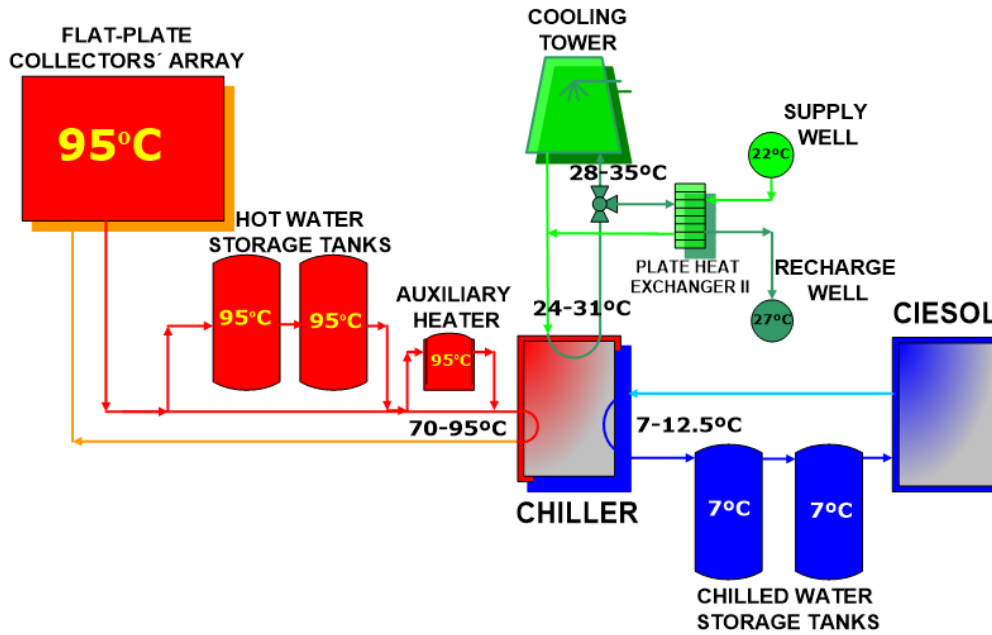 FLAT-PLATE
COLLECTORS´ ARRAY
95ºC
COOLING
TOWER
SUPPLY
WELL
22ºC
28-35ºC
HOT WATER
STORAGE TANKS
95ºC
95ºC
PLATE HEAT
EXCHANGER II
RECHARGE
WELL
27ºC
AUXILIARY
HEATER
95ºC
24-31ºC
CIESOL
70-95ºC
7-12.5ºC
CHILLER
7ºC
7ºC
CHILLED WATER
STORAGE TANKS